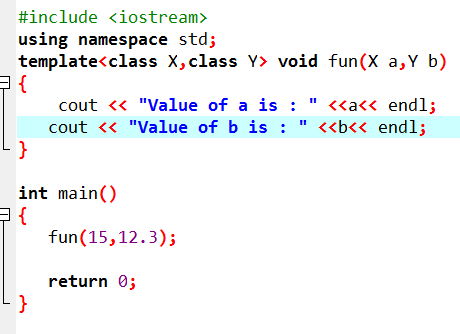 #include <iostream>
using namespace std;
template<class X,class Y> void fun(X a,Y b)
{
cout << "Value of a is : " <<a<< endl;
cout << "Value of b is : " <<b<< endl;
}
int main()
{
fun(15,12.3);
return 0;
}